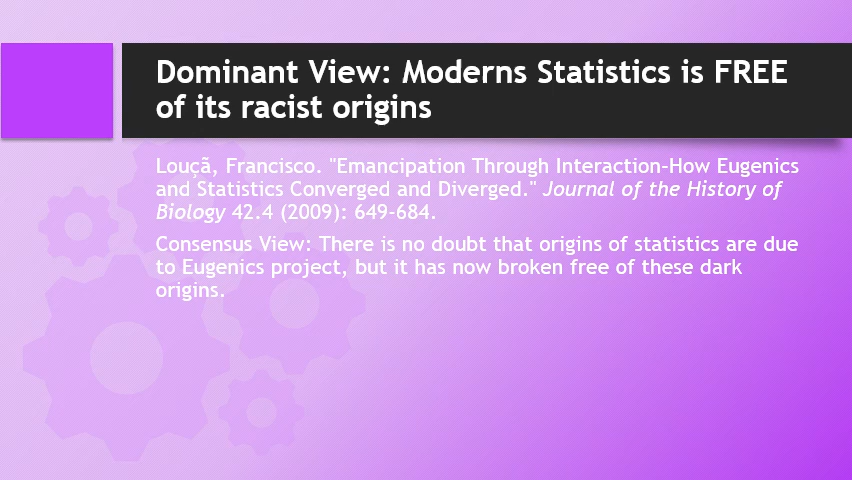 Dominant View: Moderns Statistics is FREE
of its racist origins
Louçã, Francisco. "Emancipation Through Interaction–How Eugenics
and Statistics Converged and Diverged." Journal of the History of
Biology 42.4 (2009): 649-684.
Consensus View: There is no doubt that origins of statistics are due
to Eugenics project, but it has now broken free of these dark
origins.